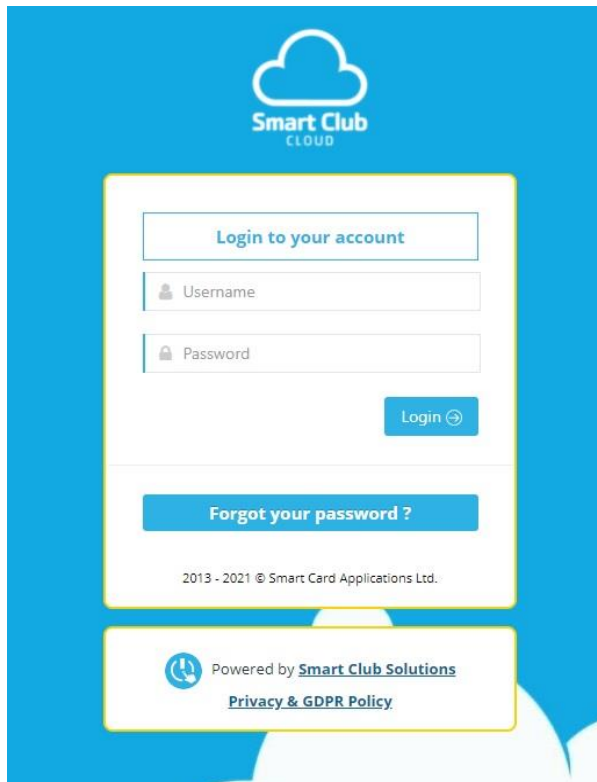 Smart Club
CLOUD
Login to your account
Username
Password
Login
Forgot your password ?
2013 - 2021 © Smart Card Applications Ltd.
Powered by Smart Club Solutions
Privacy & GDPR Policy